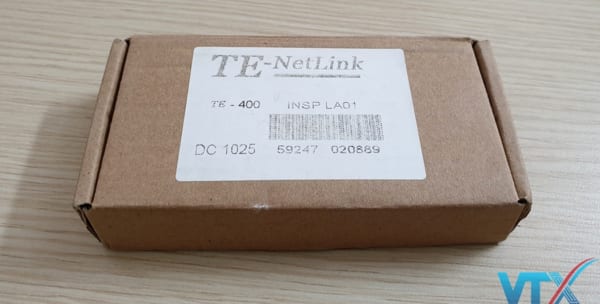 TE-NetLink
TE - 400 INSP LA01
DC 1025 59247 020889
VTX